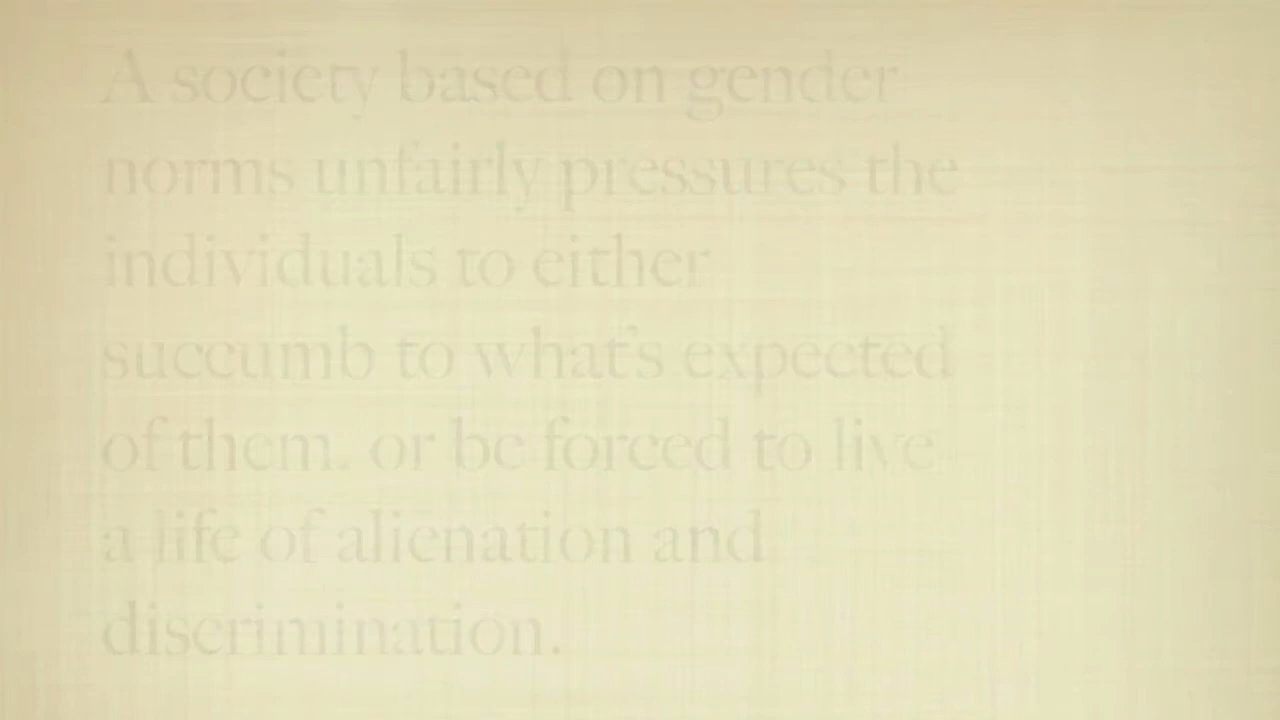 A society based on gender
norms unfairly pressures the
individuals to either
succumb to what's expected
of them, or be forced to live
a life of alienation and
discrimination.